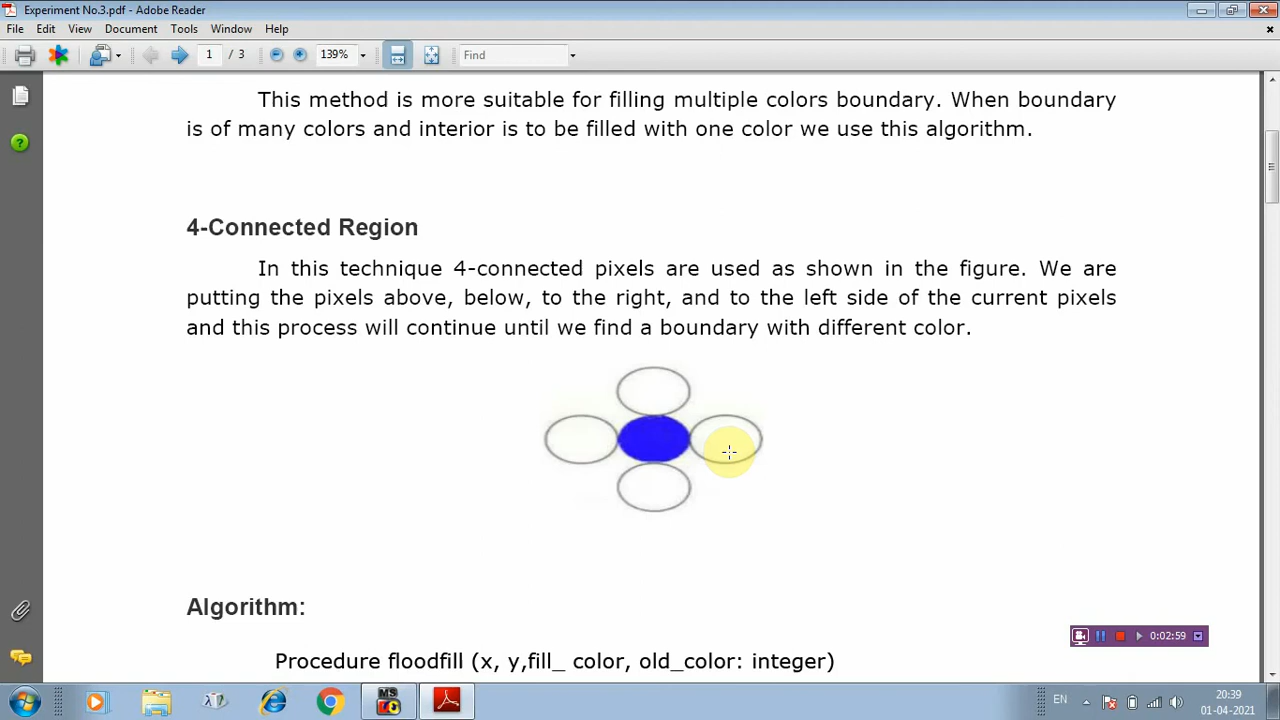 Experiment No.3.pdf - Adobe Reader
File Edit View Document Tools Window Help
1 / 3 139% Find
This method is more suitable for filling multiple colors boundary. When boundary
is of many colors and interior is to be filled with one color we use this algorithm.
4-Connected Region
In this technique 4-connected pixels are used as shown in the figure. We are
putting the pixels above, below, to the right, and to the left side of the current pixels
and this process will continue until we find a boundary with different color.
Algorithm:
0:02:59
Procedure floodfill (x, y,fill_ color, old_color: integer)
MS
EN
20:39
01-04-2021